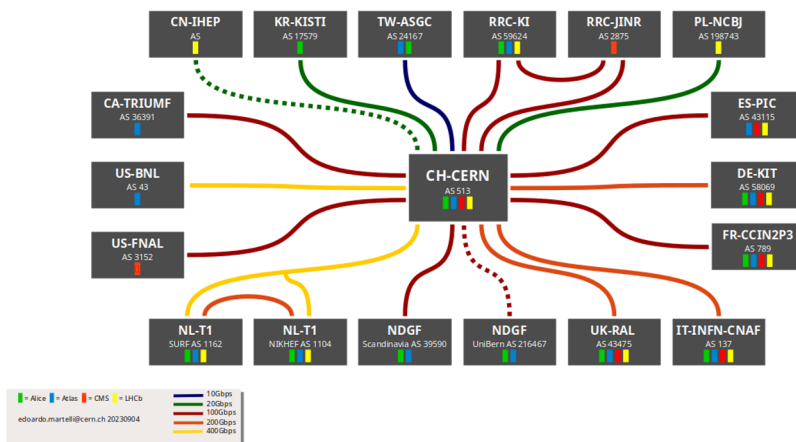 CN-IHEP
AS
KR-KISTI
AS 17579
TW-ASGC
AS 24167
RRC-KI
AS 59624
RRC-JINR
AS 2875
PL-NCBJ
AS 198743
CA-TRIUMF
AS 36391
ES-PIC
AS 43115
US-BNL
AS 43
CH-CERN
AS 513
DE-KIT
AS 58069
US-FNAL
AS 3152
FR-CCIN2P3
AS 789
NL-T1
SURF AS 1162
NL-T1
NIKHEF AS 1104
NDGF
Scandinavia AS 39590
NDGF
UniBern AS 216467
UK-RAL
AS 43475
IT-INFN-CNAF
AS 137
= Alice = Atlas = CMS = LHCb
edoardo.martelli@cern.ch 20230904
10Gbps
20Gbps
100Gbps
200Gbps
400Gbps